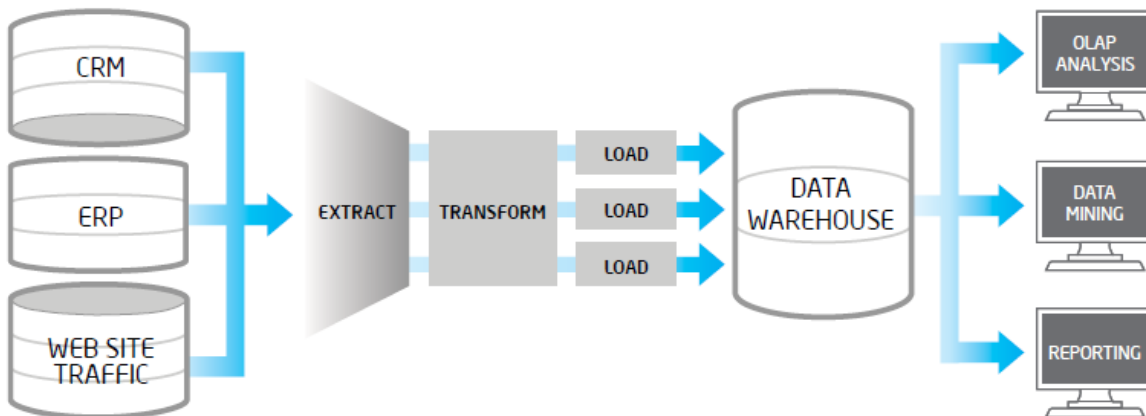 CRM
ERP
WEB SITE
TRAFFIC
EXTRACT
TRANSFORM
LOAD
LOAD
LOAD
DATA
WAREHOUSE
OLAP
ANALYSIS
DATA
MINING
REPORTING